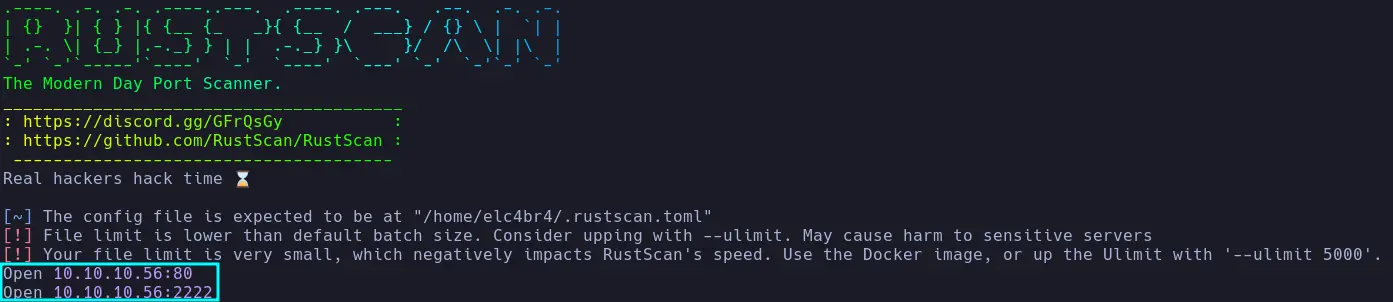 .----. .-. .-. .----..---.  .----. .---.   .--.  .-. .-.
| {}  }| { } |{ {__ {_   _}{ {__  /  ___} / {} \ |  `| |
| .-. \| {_} |.-._} } | |  .-._} }\     }/  /\  \| |\  |
`-' `-'`-----'`----'  `-'  `----'  `---' `-'  `-'`-' `-'
The Modern Day Port Scanner.
________________________________________
: https://discord.gg/GFrQsGy           :
: https://github.com/RustScan/RustScan :
 --------------------------------------
Real hackers hack time ⌛
[~] The config file is expected to be at "/home/elc4br4/.rustscan.toml"
[!] File limit is lower than default batch size. Consider upping with --ulimit. May cause harm to sensitive servers
[!] Your file limit is very small, which negatively impacts RustScan's speed. Use the Docker image, or up the Ulimit with '--ulimit 5000'.
Open 10.10.10.56:80
Open 10.10.10.56:2222